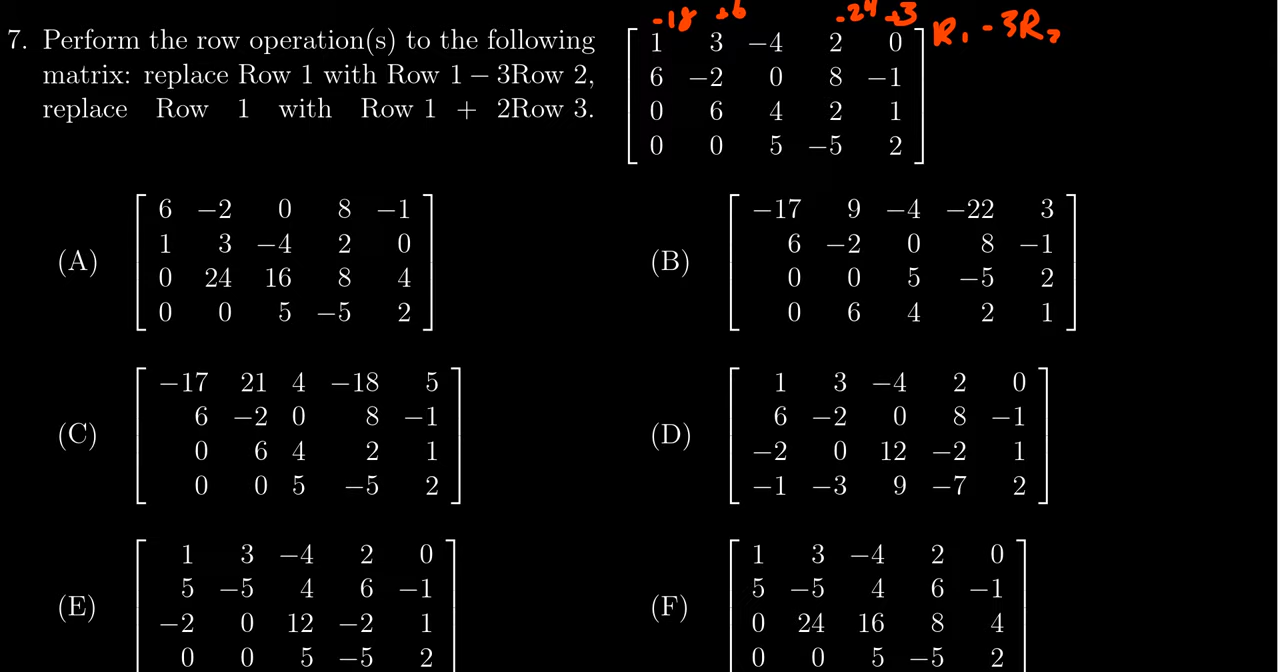 -18 +6 -24 +3
7. Perform the row operation(s) to the following
matrix: replace Row 1 with Row 1 − 3Row 2,
replace Row 1 with Row 1 + 2Row 3.
1 3 −4 2 0
6 −2 0 8 −1
0 6 4 2 1
0 0 5 −5 2
R₁ - 3R₂
(A)
6 −2 0 8 −1
1 3 −4 2 0
0 24 16 8 4
0 0 5 −5 2
(B)
−17 9 −4 −22 3
6 −2 0 8 −1
0 0 5 −5 2
0 6 4 2 1
(C)
−17 21 4 −18 5
6 −2 0 8 −1
0 6 4 2 1
0 0 5 −5 2
(D)
1 3 −4 2 0
6 −2 0 8 −1
−2 0 12 −2 1
−1 −3 9 −7 2
(E)
1 3 −4 2 0
5 −5 4 6 −1
−2 0 12 −2 1
0 0 5 −5 2
(F)
1 3 −4 2 0
5 −5 4 6 −1
0 24 16 8 4
0 0 5 −5 2